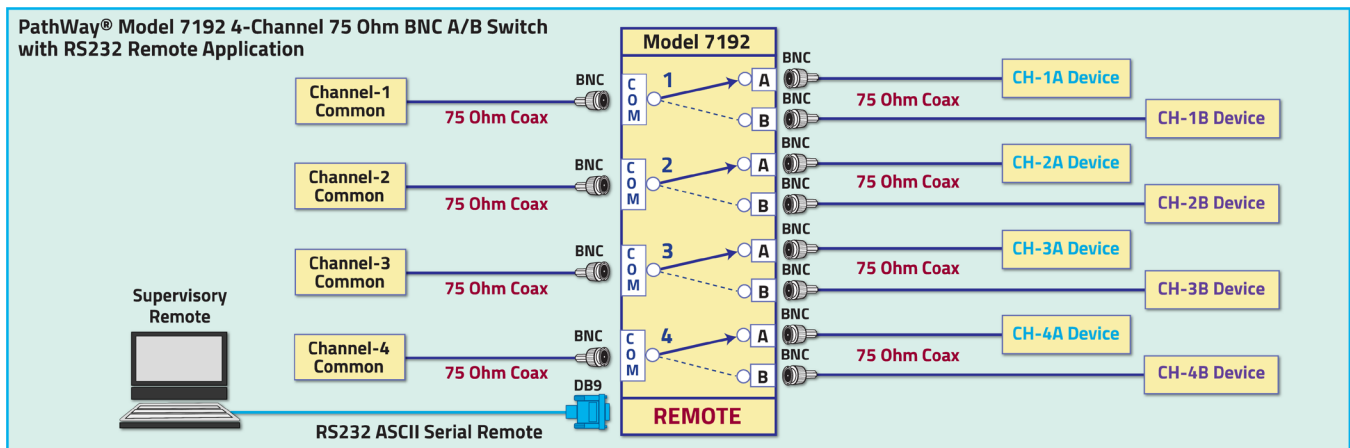 PathWay® Model 7192 4-Channel 75 Ohm BNC A/B Switch
with RS232 Remote Application
Model 7192
Channel-1
Common
75 Ohm Coax
BNC
C
O
M
1
A
B
BNC
BNC
75 Ohm Coax
CH-1A Device
CH-1B Device
Channel-2
Common
75 Ohm Coax
BNC
C
O
M
2
A
B
BNC
BNC
75 Ohm Coax
CH-2A Device
CH-2B Device
Channel-3
Common
75 Ohm Coax
BNC
C
O
M
3
A
B
BNC
BNC
75 Ohm Coax
CH-3A Device
CH-3B Device
Channel-4
Common
75 Ohm Coax
BNC
C
O
M
4
A
B
BNC
BNC
75 Ohm Coax
CH-4A Device
CH-4B Device
Supervisory
Remote
DB9
RS232 ASCII Serial Remote
REMOTE